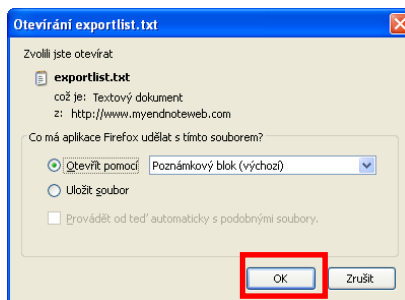 Otevírání exportlist.txt
Zvolili jste otevírat
exportlist.txt
což je: Textový dokument
z: http://www.myendnoteweb.com
Co má aplikace Firefox udělat s tímto souborem?
Otevřít pomocí Poznámkový blok (výchozí)
Uložit soubor
Provádět od teď automaticky s podobnými soubory.
OK Zrušit